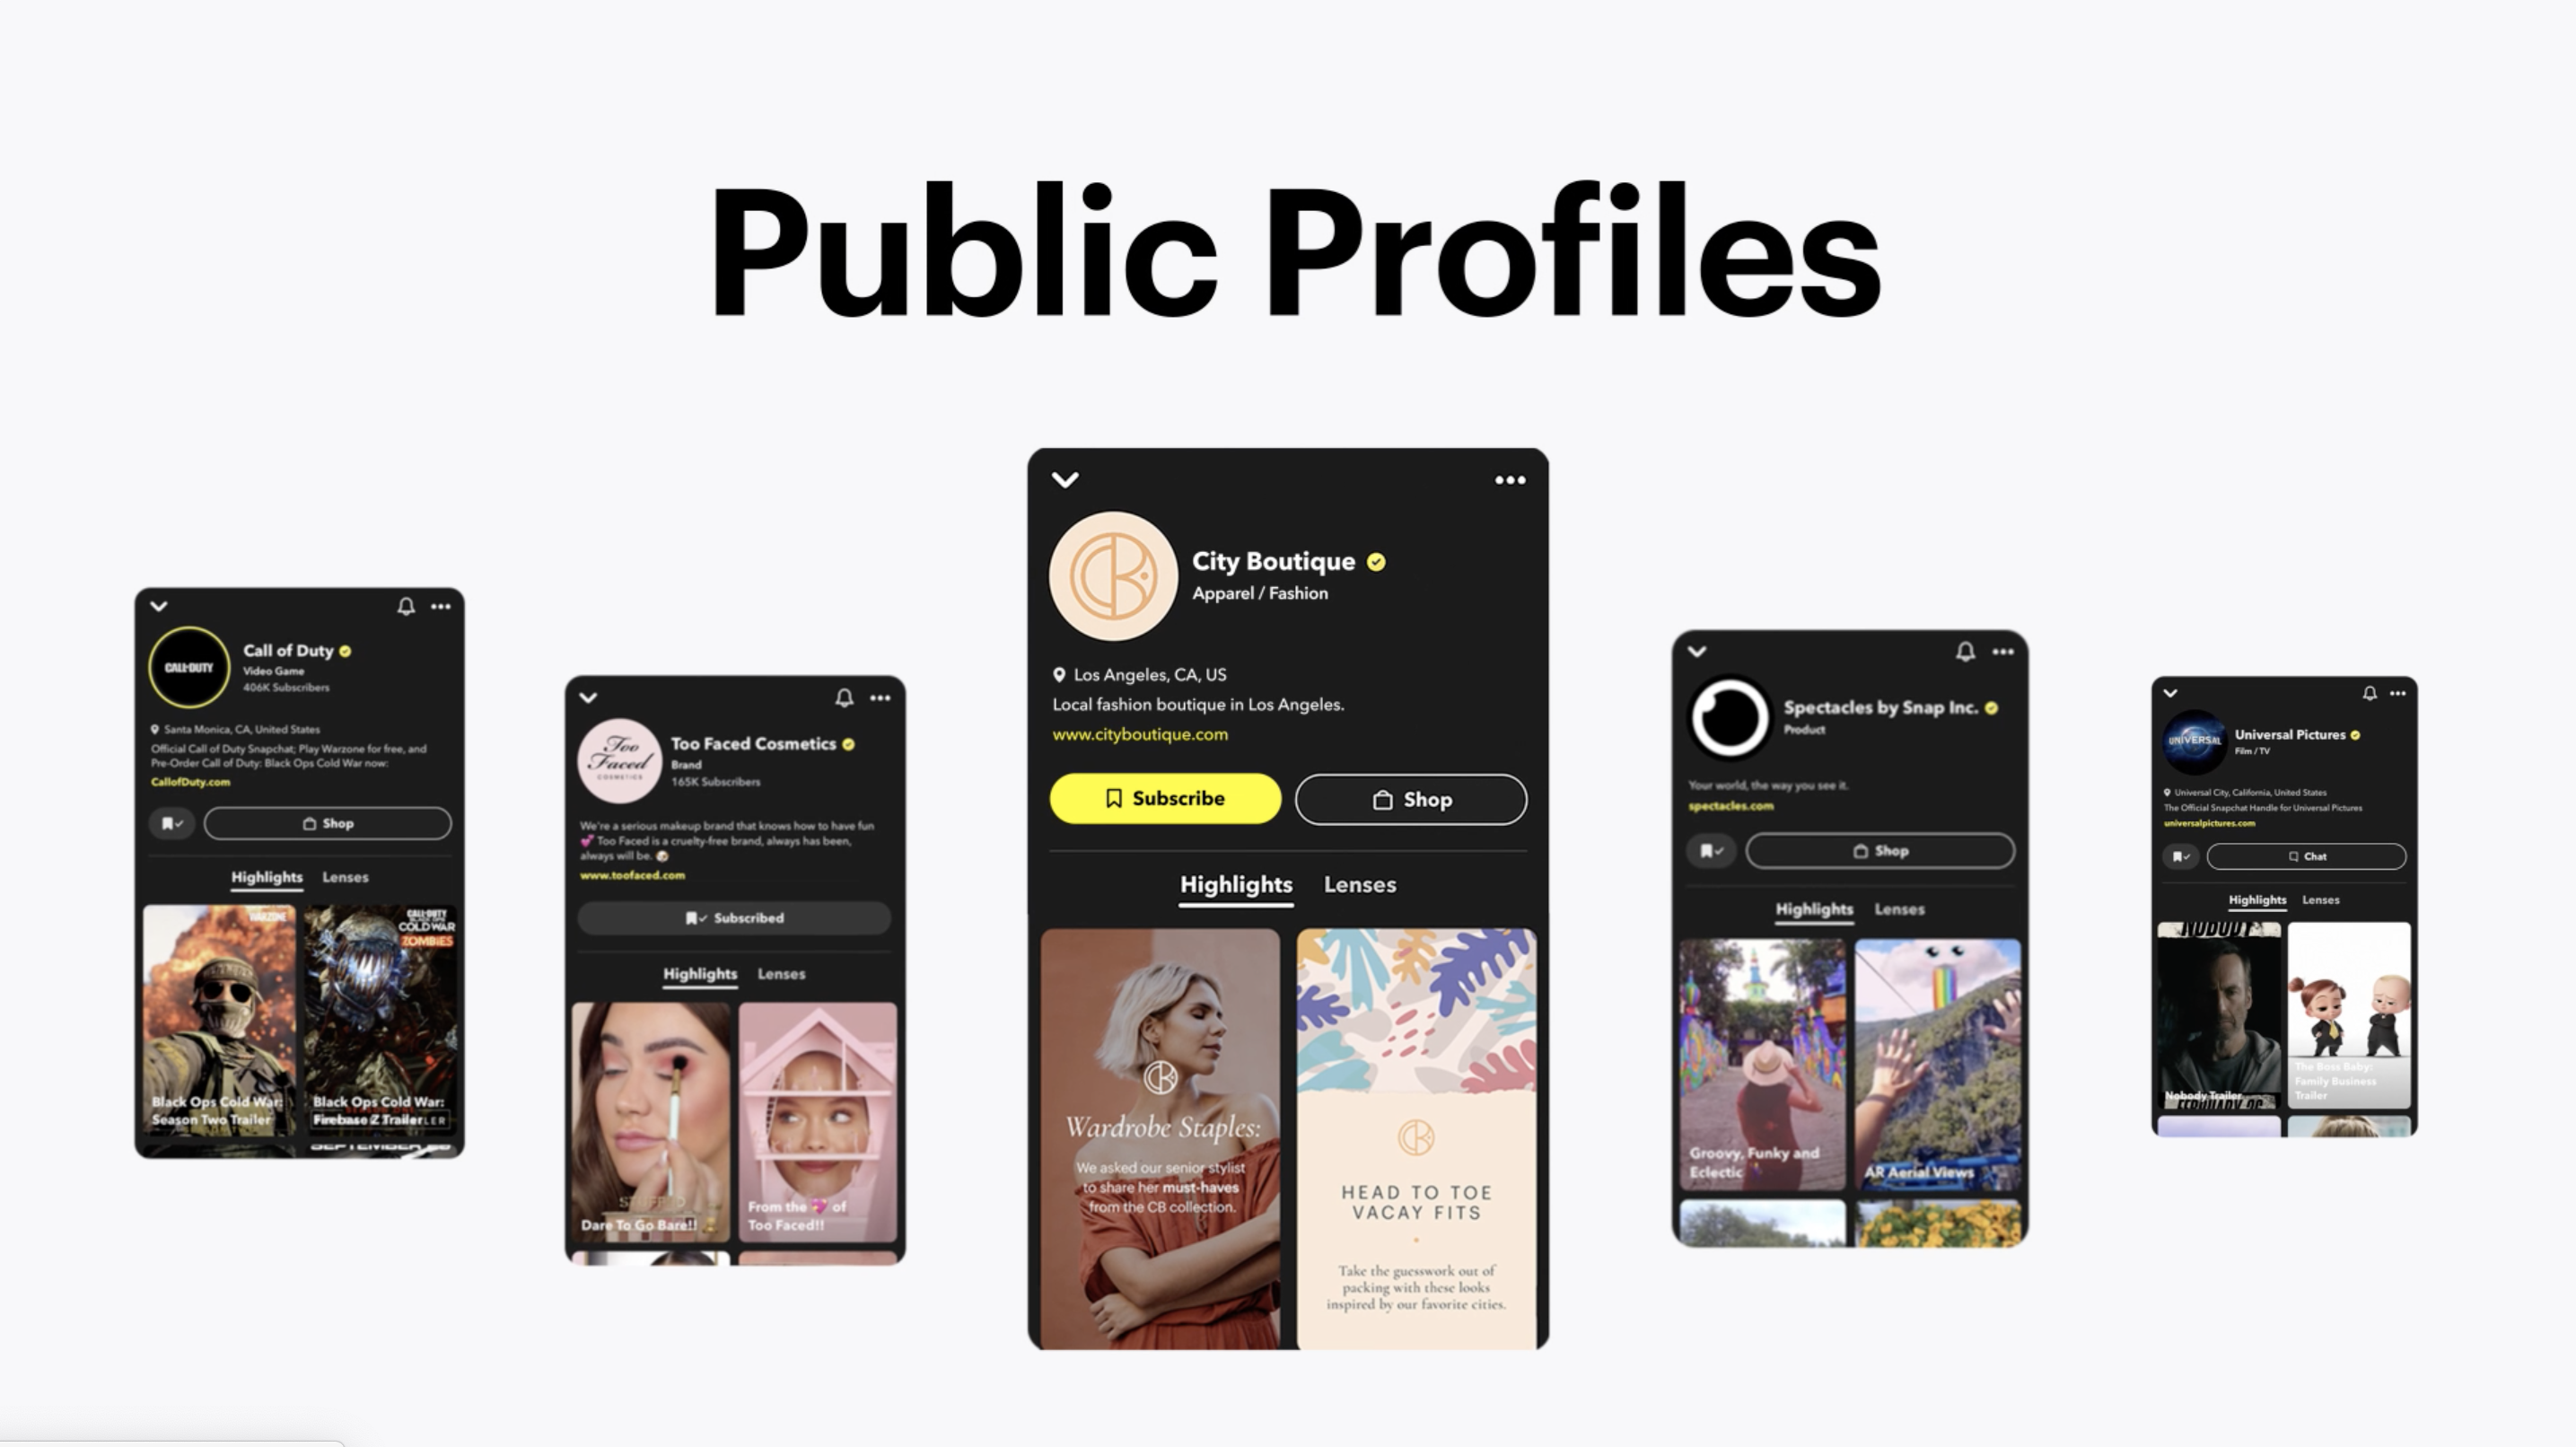 Public Profiles
CALL OF DUTY
Call of Duty
Video Game
406K Subscribers
Santa Monica, CA, United States
Official Call of Duty Snapchat; Play Warzone for free, and
Pre-Order Call of Duty: Black Ops Cold War now:
CallofDuty.com
Shop
Highlights Lenses
WARZONE
CALL OF DUTY
BLACK OPS
COLD WAR
ZOMBIES
Black Ops Cold War:
Season Two Trailer
Black Ops Cold War:
Firebase Z Trailer
Too
Faced
COSMETICS
Too Faced Cosmetics
Brand
165K Subscribers
We're a serious makeup brand that knows how to have fun
💕 Too Faced is a cruelty-free brand, always has been,
always will be. 🐶
www.toofaced.com
Subscribed
Highlights Lenses
Dare To Go Bare!!
From the 💖 of
Too Faced!!
City Boutique
Apparel / Fashion
Los Angeles, CA, US
Local fashion boutique in Los Angeles.
www.cityboutique.com
Subscribe
Shop
Highlights Lenses
CB
Wardrobe Staples:
We asked our senior stylist
to share her must-haves
from the CB collection.
HEAD TO TOE
VACAY FITS
Take the guesswork out of
packing with these looks
inspired by our favorite cities.
Spectacles by Snap Inc.
Product
Your world, the way you see it.
spectacles.com
Shop
Highlights Lenses
Groovy, Funky and
Eclectic
AR Aerial Views
UNIVERSAL
Universal Pictures
Film / TV
Universal City, California, United States
The Official Snapchat Handle for Universal Pictures
universalpictures.com
Chat
Highlights Lenses
NOBODY
Nobody Trailer
The Boss Baby:
Family Business
Trailer